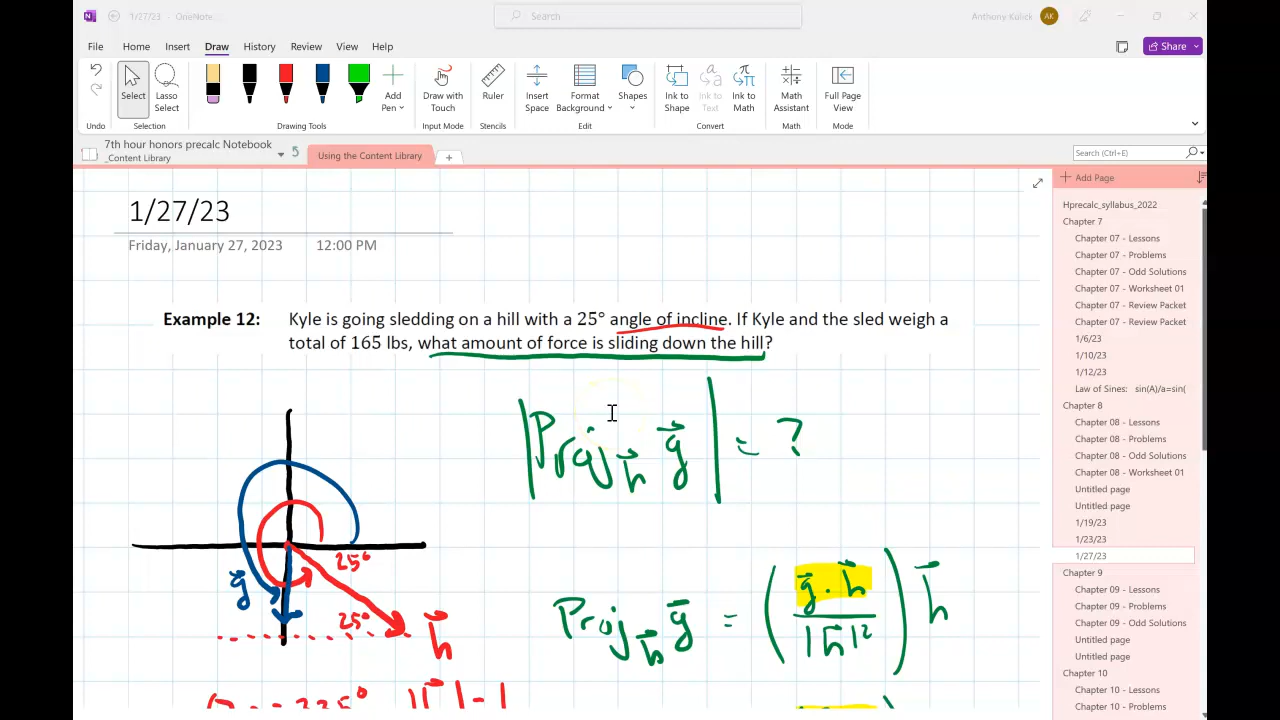 1/27/23 - OneNote
Search
Anthony Kulick
AK
File Home Insert Draw History Review View Help
Share
Undo
Select
Lasso Select
Selection
Drawing Tools
Add Pen
Draw with Touch
Input Mode
Ruler
Stencils
Insert Space
Format Background
Shapes
Edit
Ink to Shape
Ink to Text
Ink to Math
Convert
Math Assistant
Math
Full Page View
Mode
7th hour honors precalc Notebook
_Content Library
Using the Content Library
Search (Ctrl+E)
Add Page
Hprecalc_syllabus_2022
Chapter 7
Chapter 07 - Lessons
Chapter 07 - Problems
Chapter 07 - Odd Solutions
Chapter 07 - Worksheet 01
Chapter 07 - Review Packet
Chapter 07 - Review Packet
1/6/23
1/10/23
1/12/23
Law of Sines: sin(A)/a=sin(
Chapter 8
Chapter 08 - Lessons
Chapter 08 - Problems
Chapter 08 - Odd Solutions
Chapter 08 - Worksheet 01
Untitled page
Untitled page
1/19/23
1/23/23
1/27/23
Chapter 9
Chapter 09 - Lessons
Chapter 09 - Problems
Chapter 09 - Odd Solutions
Untitled page
Untitled page
Chapter 10
Chapter 10 - Lessons
Chapter 10 - Problems
1/27/23
Friday, January 27, 2023 12:00 PM
Example 12: Kyle is going sledding on a hill with a 25° angle of incline. If Kyle and the sled weigh a
total of 165 lbs, what amount of force is sliding down the hill?
|Proj_h⃗ g⃗| = ?
25°
g⃗
25°
h⃗
Proj_h⃗ g⃗ = (g⃗ · h⃗ / |h⃗|²) h⃗